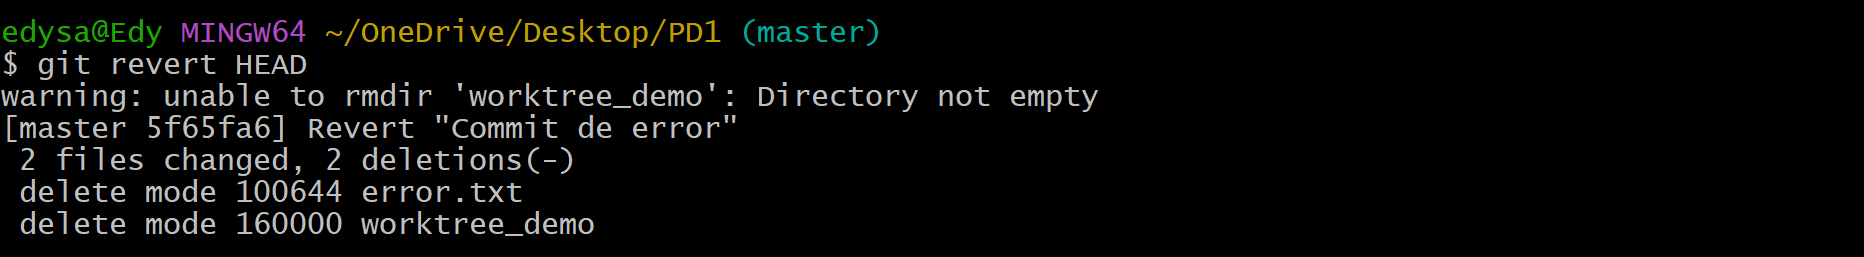 edysa@Edy MINGW64 ~/OneDrive/Desktop/PD1 (master)
$ git revert HEAD
warning: unable to rmdir 'worktree_demo': Directory not empty
[master 5f65fa6] Revert "Commit de error"
 2 files changed, 2 deletions(-)
 delete mode 100644 error.txt
 delete mode 160000 worktree_demo